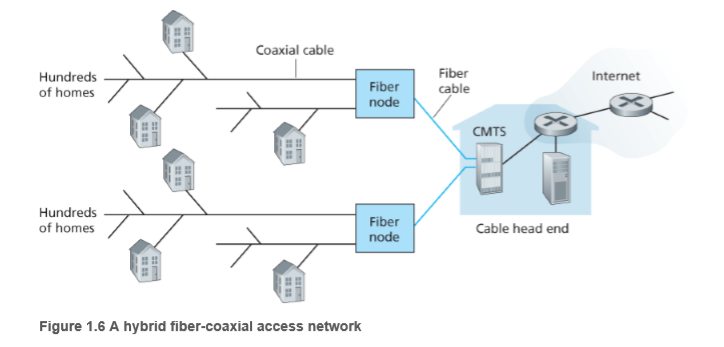 Coaxial cable
Hundreds
of homes
Fiber
node
Fiber
cable
Internet
CMTS
Hundreds
of homes
Fiber
node
Cable head end
Figure 1.6 A hybrid fiber-coaxial access network